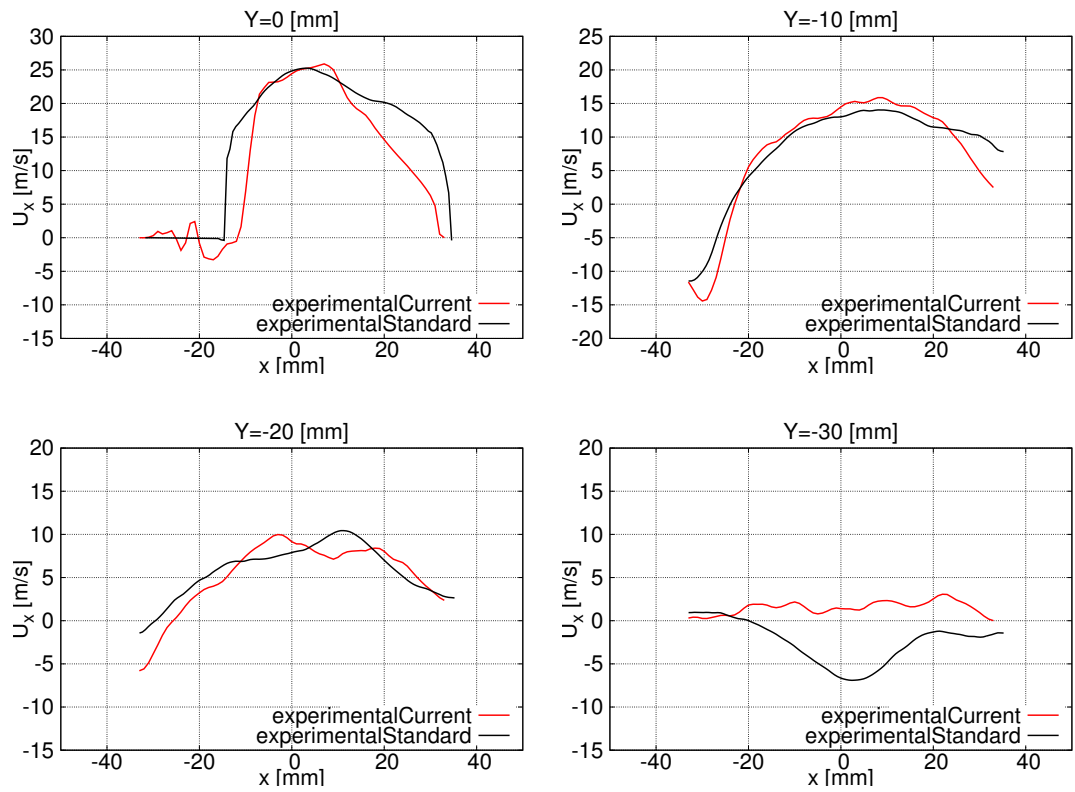 Y=0 [mm]
30
25
20
15
10
5
0
-5
-10
-15
U_x [m/s]
experimentalCurrent
experimentalStandard
-40 -20 0 20 40
x [mm]
Y=-10 [mm]
25
20
15
10
5
0
-5
-10
-15
-20
U_x [m/s]
experimentalCurrent
experimentalStandard
-40 -20 0 20 40
x [mm]
Y=-20 [mm]
20
15
10
5
0
-5
-10
-15
U_x [m/s]
experimentalCurrent
experimentalStandard
-40 -20 0 20 40
x [mm]
Y=-30 [mm]
20
15
10
5
0
-5
-10
-15
U_x [m/s]
experimentalCurrent
experimentalStandard
-40 -20 0 20 40
x [mm]